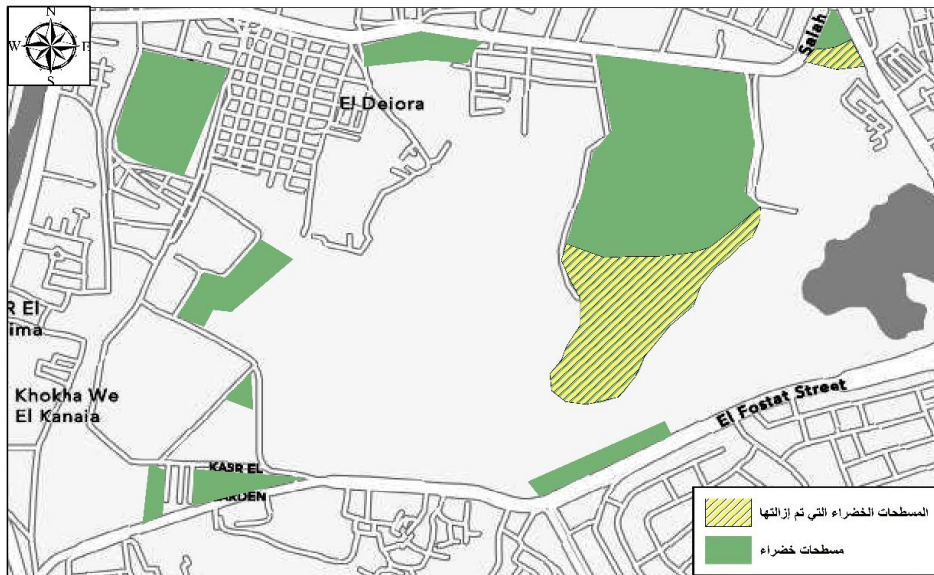 N
W E
S
Salah
El Deiora
R El
ima
Khokha We
El Kanaia
El Fostat Street
KASR EL
ARDEN
المسطحات الخضراء التي تم إزالتها
مسطحات خضراء